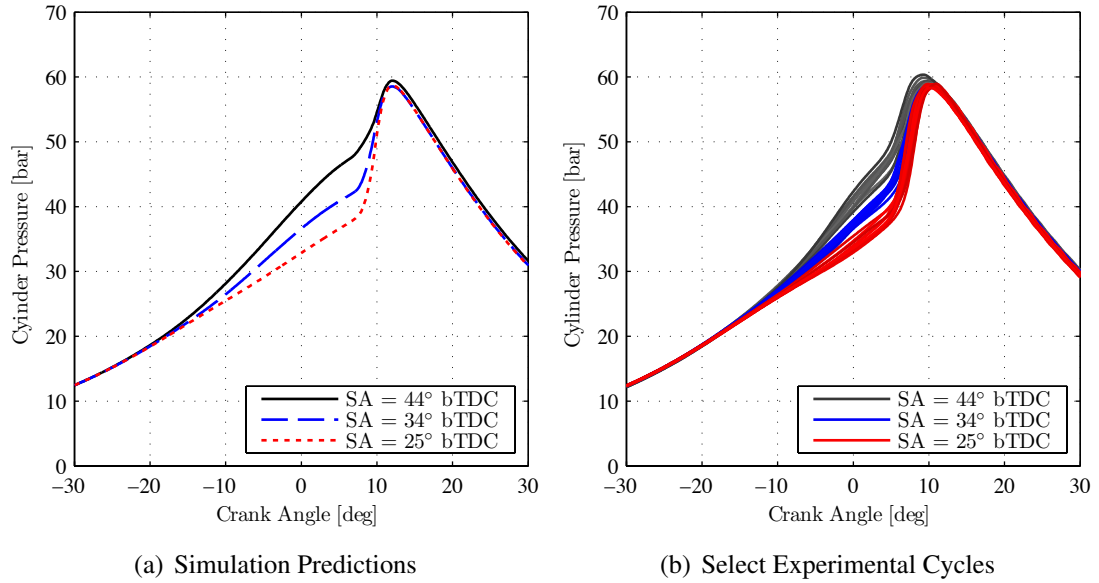 70
60
50
40
30
20
10
0
Cyinder Pressure [bar]
−30
−20
−10
0
10
20
30
Crank Angle [deg]
SA = 44° bTDC
SA = 34° bTDC
SA = 25° bTDC
(a) Simulation Predictions
70
60
50
40
30
20
10
0
Cylinder Pressure [bar]
−30
−20
−10
0
10
20
30
Crank Angle [deg]
SA = 44° bTDC
SA = 34° bTDC
SA = 25° bTDC
(b) Select Experimental Cycles